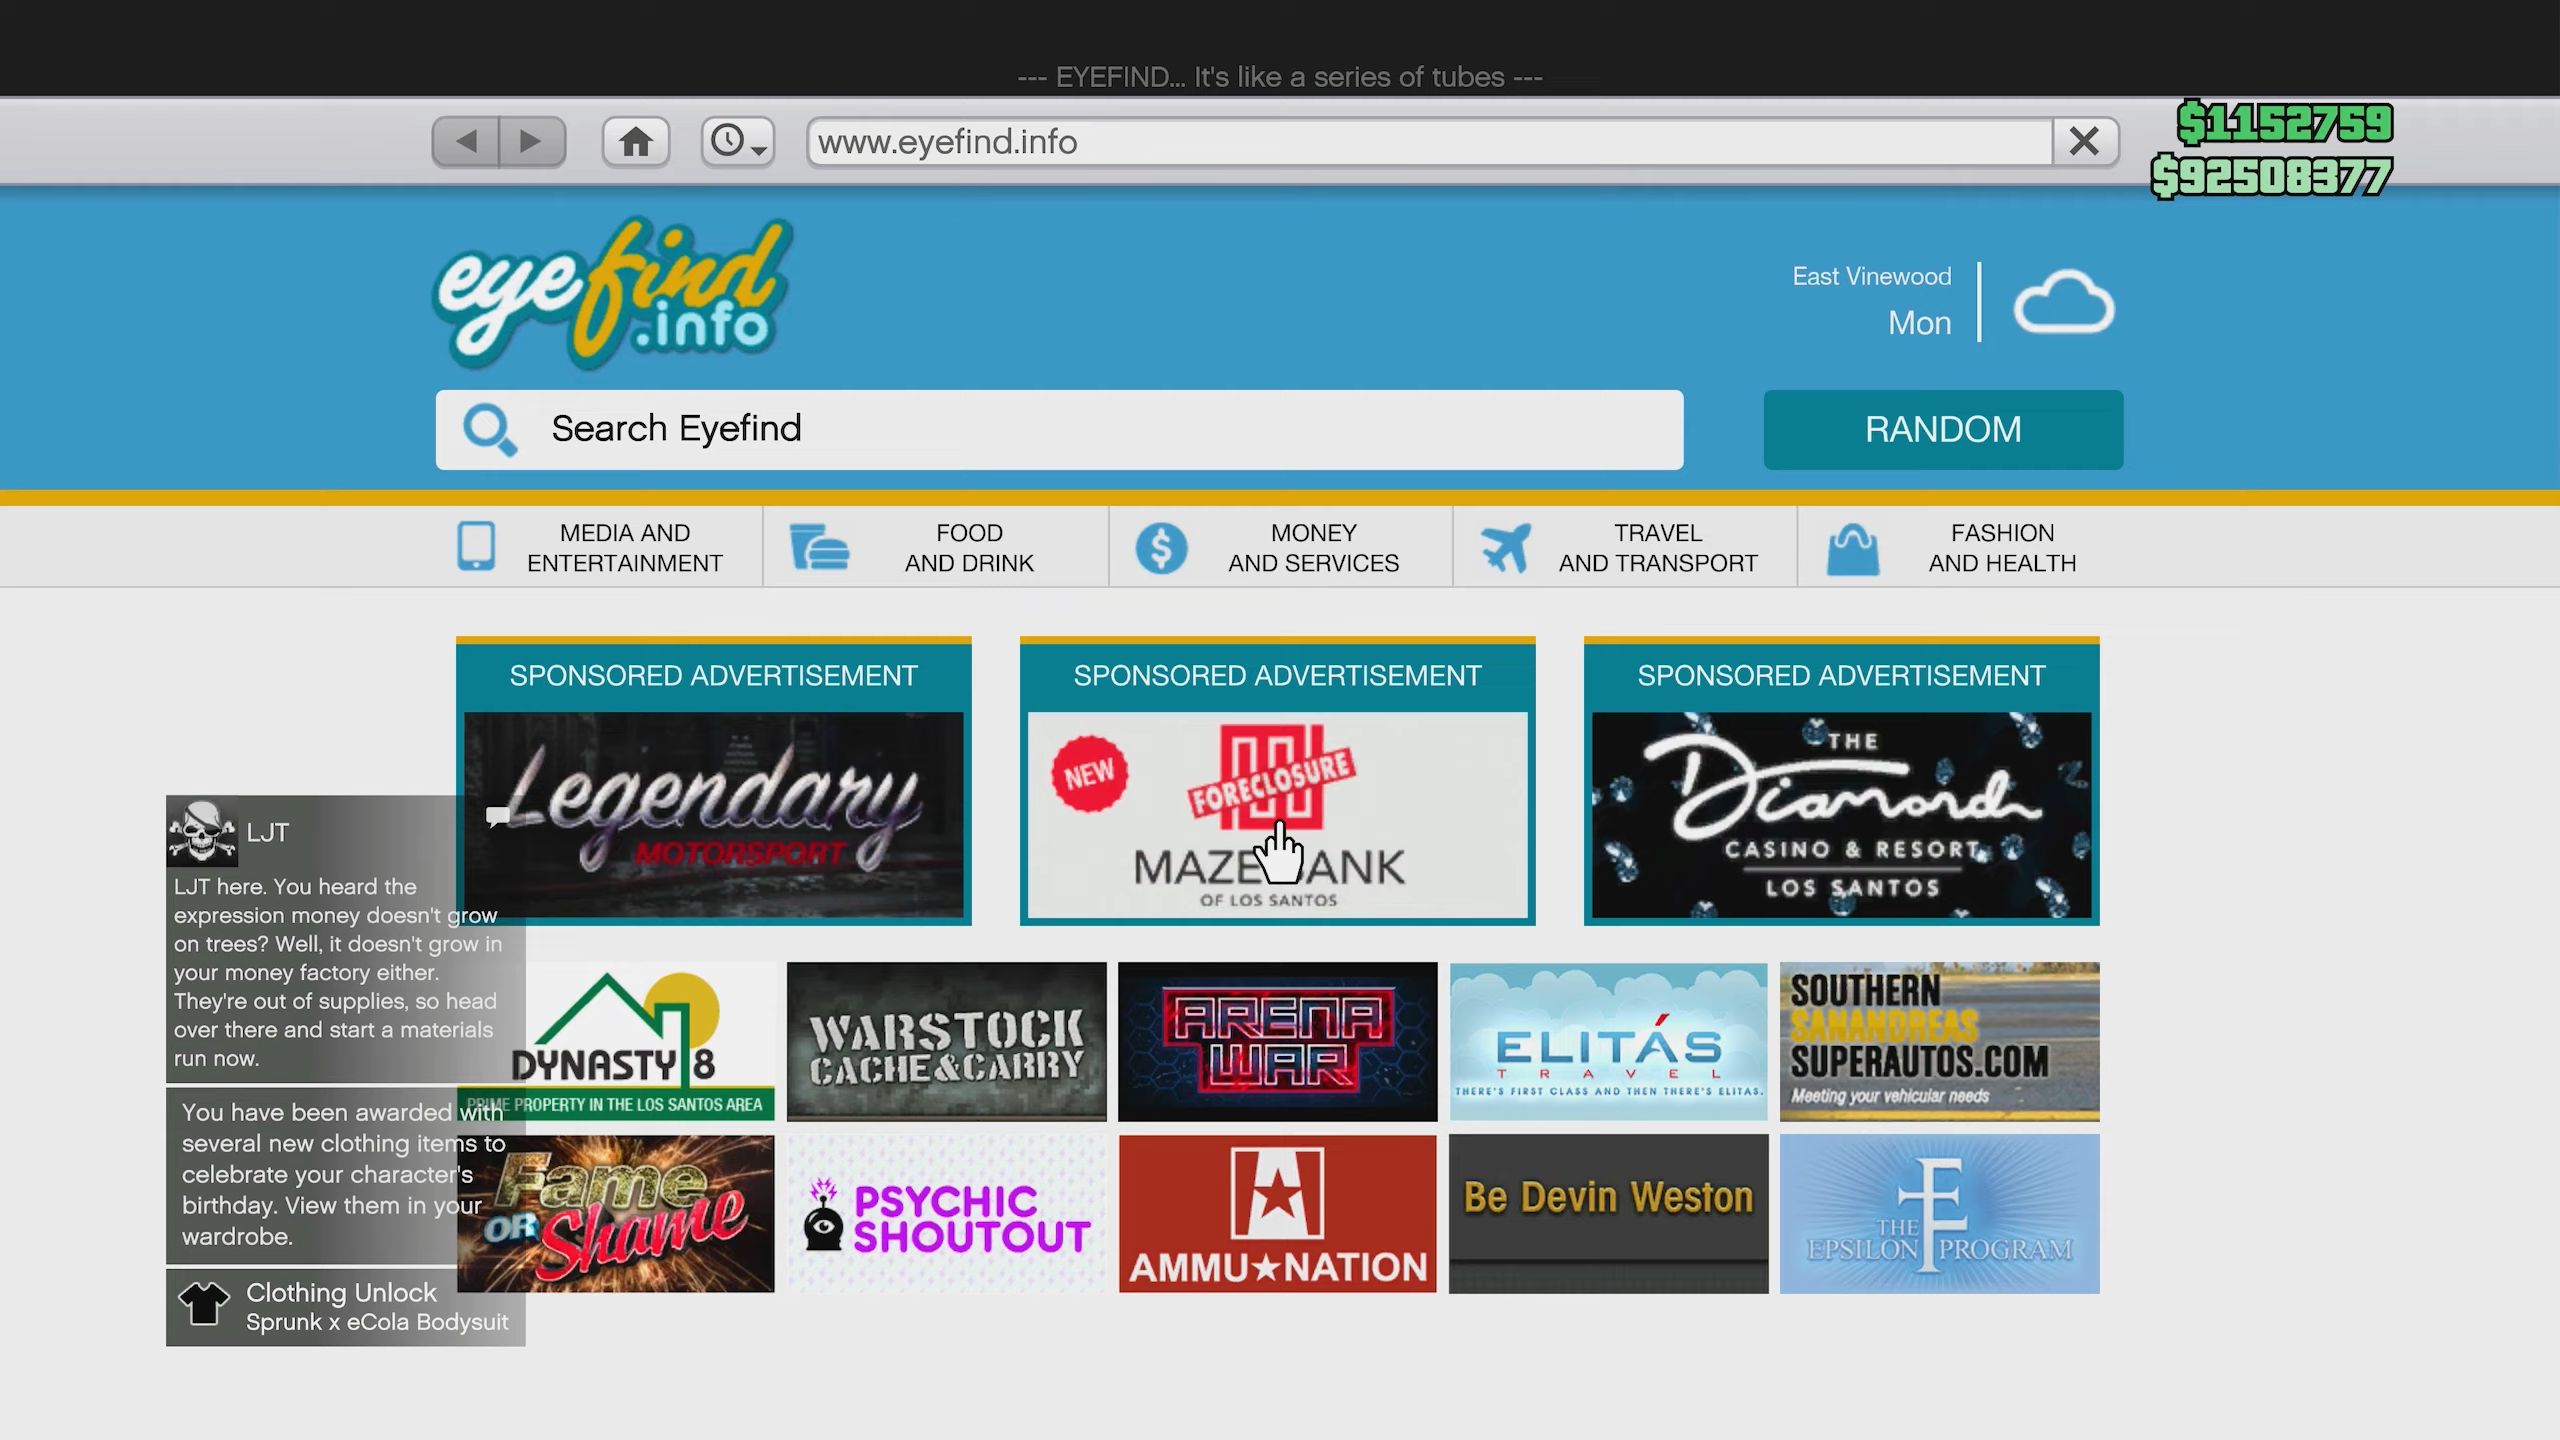 --- EYEFIND... It's like a series of tubes ---
www.eyefind.info
$1152759
$92508377
eyefind
.info
East Vinewood
Mon
Search Eyefind
RANDOM
MEDIA AND
ENTERTAINMENT
FOOD
AND DRINK
MONEY
AND SERVICES
TRAVEL
AND TRANSPORT
FASHION
AND HEALTH
SPONSORED ADVERTISEMENT
Legendary
MOTORSPORT
SPONSORED ADVERTISEMENT
NEW
FORECLOSURE
MAZE BANK
OF LOS SANTOS
SPONSORED ADVERTISEMENT
THE
Diamond
CASINO & RESORT
LOS SANTOS
LJT
LJT here. You heard the
expression money doesn't grow
on trees? Well, it doesn't grow in
your money factory either.
They're out of supplies, so head
over there and start a materials
run now.
You have been awarded with
several new clothing items to
celebrate your character's
birthday. View them in your
wardrobe.
Clothing Unlock
Sprunk x eCola Bodysuit
DYNASTY 8
PRIME PROPERTY IN THE LOS SANTOS AREA
WARSTOCK
CACHE & CARRY
ARENA
WAR
ELITÁS
TRAVEL
THERE'S FIRST CLASS AND THEN THERE'S ELITAS.
SOUTHERN
SANANDREAS
SUPERAUTOS.COM
Meeting your vehicular needs
Fame
OR Shame
PSYCHIC
SHOUTOUT
AMMU★NATION
Be Devin Weston
THE
EPSILON PROGRAM